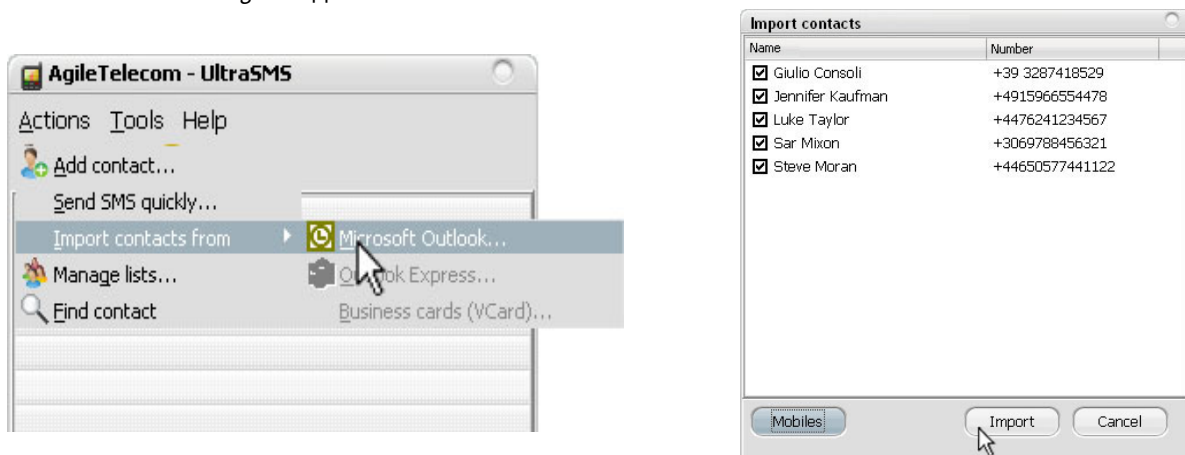 AgileTelecom - UltraSMS
Actions Tools Help
Add contact...
Send SMS quickly...
Import contacts from
Microsoft Outlook...
Manage lists...
Express...
Find contact
Business cards (VCard)...
Import contacts
Name Number
Giulio Consoli +39 3287418529
Jennifer Kaufman +4915966554478
Luke Taylor +4476241234567
Sar Mixon +3069788456321
Steve Moran +44650577441122
Mobiles Import Cancel